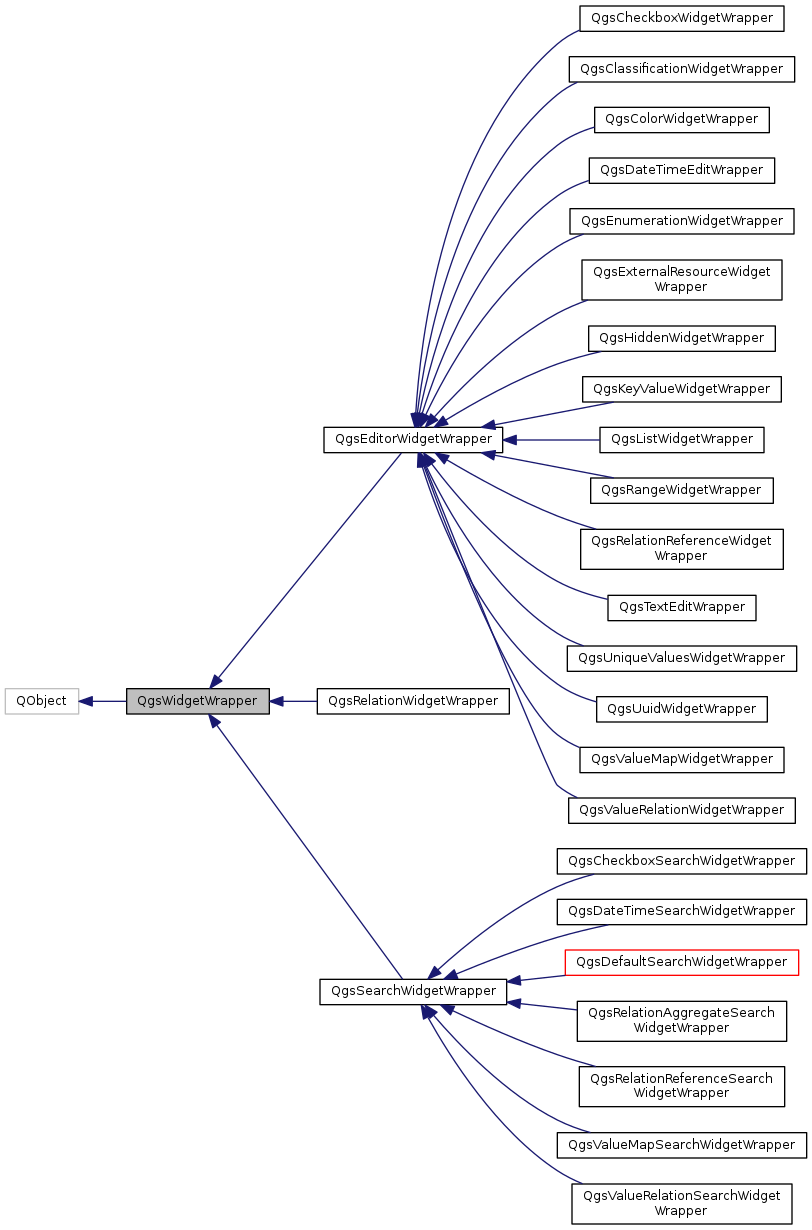 QgsCheckboxWidgetWrapper
QgsClassificationWidgetWrapper
QgsColorWidgetWrapper
QgsDateTimeEditWrapper
QgsEnumerationWidgetWrapper
QgsExternalResourceWidget
Wrapper
QgsHiddenWidgetWrapper
QgsKeyValueWidgetWrapper
QgsEditorWidgetWrapper
QgsListWidgetWrapper
QgsRangeWidgetWrapper
QgsRelationReferenceWidget
Wrapper
QgsTextEditWrapper
QgsUniqueValuesWidgetWrapper
QObject
QgsWidgetWrapper
QgsRelationWidgetWrapper
QgsUuidWidgetWrapper
QgsValueMapWidgetWrapper
QgsValueRelationWidgetWrapper
QgsCheckboxSearchWidgetWrapper
QgsDateTimeSearchWidgetWrapper
QgsDefaultSearchWidgetWrapper
QgsSearchWidgetWrapper
QgsRelationAggregateSearch
WidgetWrapper
QgsRelationReferenceSearch
WidgetWrapper
QgsValueMapSearchWidgetWrapper
QgsValueRelationSearchWidget
Wrapper